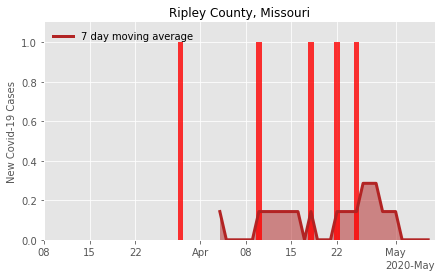 Ripley County, Missouri
7 day moving average
New Covid-19 Cases
1.0
0.8
0.6
0.4
0.2
0.0
08 15 22 Apr 08 15 22 May
2020-May